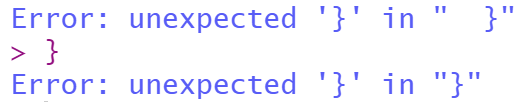 Error: unexpected '}' in "  }"
> }
Error: unexpected '}' in "}"